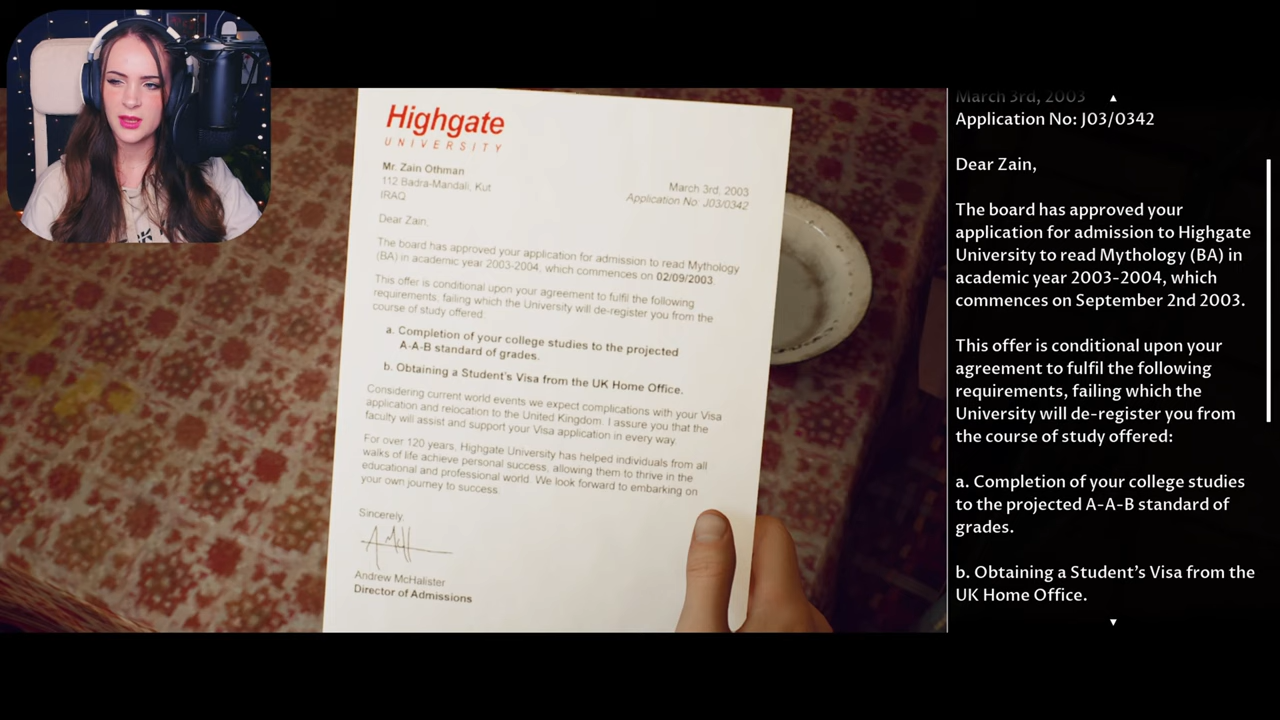 Highgate
UNIVERSITY
Mr. Zain Othman
112 Badra-Mandali, Kut
IRAQ
March 3rd, 2003
Application No: J03/0342
Dear Zain,
The board has approved your application for admission to read Mythology
(BA) in academic year 2003-2004, which commences on 02/09/2003.
This offer is conditional upon your agreement to fulfil the following
requirements, failing which the University will de-register you from the
course of study offered:
a. Completion of your college studies to the projected
A-A-B standard of grades.
b. Obtaining a Student's Visa from the UK Home Office.
Considering current world events we expect complications with your Visa
application and relocation to the United Kingdom. I assure you that the
faculty will assist and support your Visa application in every way.
For over 120 years, Highgate University has helped individuals from all
walks of life achieve personal success, allowing them to thrive in the
educational and professional world. We look forward to embarking on
your own journey to success.
Sincerely,
Andrew McHalister
Director of Admissions
March 3rd, 2003
Application No: J03/0342
Dear Zain,
The board has approved your
application for admission to Highgate
University to read Mythology (BA) in
academic year 2003-2004, which
commences on September 2nd 2003.
This offer is conditional upon your
agreement to fulfil the following
requirements, failing which the
University will de-register you from
the course of study offered:
a. Completion of your college studies
to the projected A-A-B standard of
grades.
b. Obtaining a Student’s Visa from the
UK Home Office.